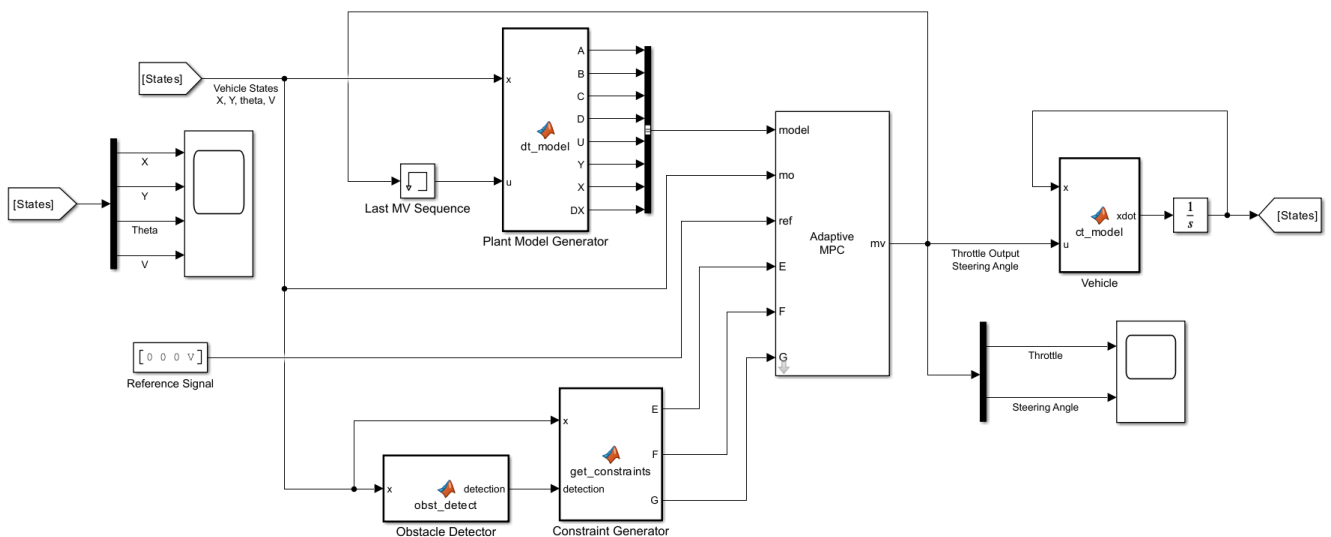 [States]
Vehicle States
X, Y, theta, V
[States]
X
Y
Theta
V
x
u
dt_model
A
B
C
D
U
Y
X
DX
Plant Model Generator
Last MV Sequence
[0 0 0 V]
Reference Signal
x
obst_detect
detection
Obstacle Detector
x
detection
get_constraints
E
F
G
Constraint Generator
model
mo
ref
E
F
G
Adaptive
MPC
mv
Throttle Output
Steering Angle
x
u
ct_model
xdot
Vehicle
1
s
[States]
Throttle
Steering Angle